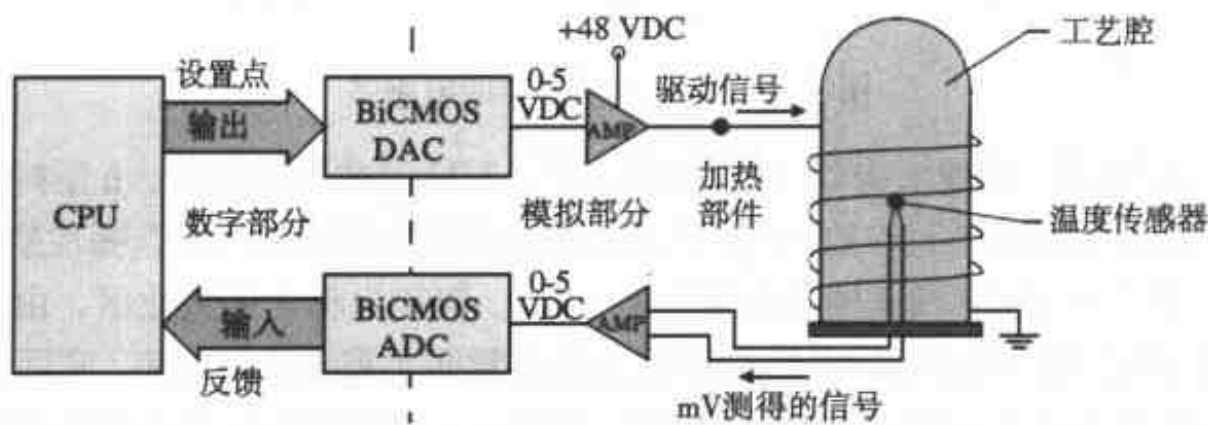 +48 VDC
工艺腔
设置点
输出
BiCMOS
DAC
0-5
VDC
AMP
驱动信号
CPU
数字部分
模拟部分
加热
部件
温度传感器
输入
反馈
BiCMOS
ADC
0-5
VDC
AMP
mV测得的信号